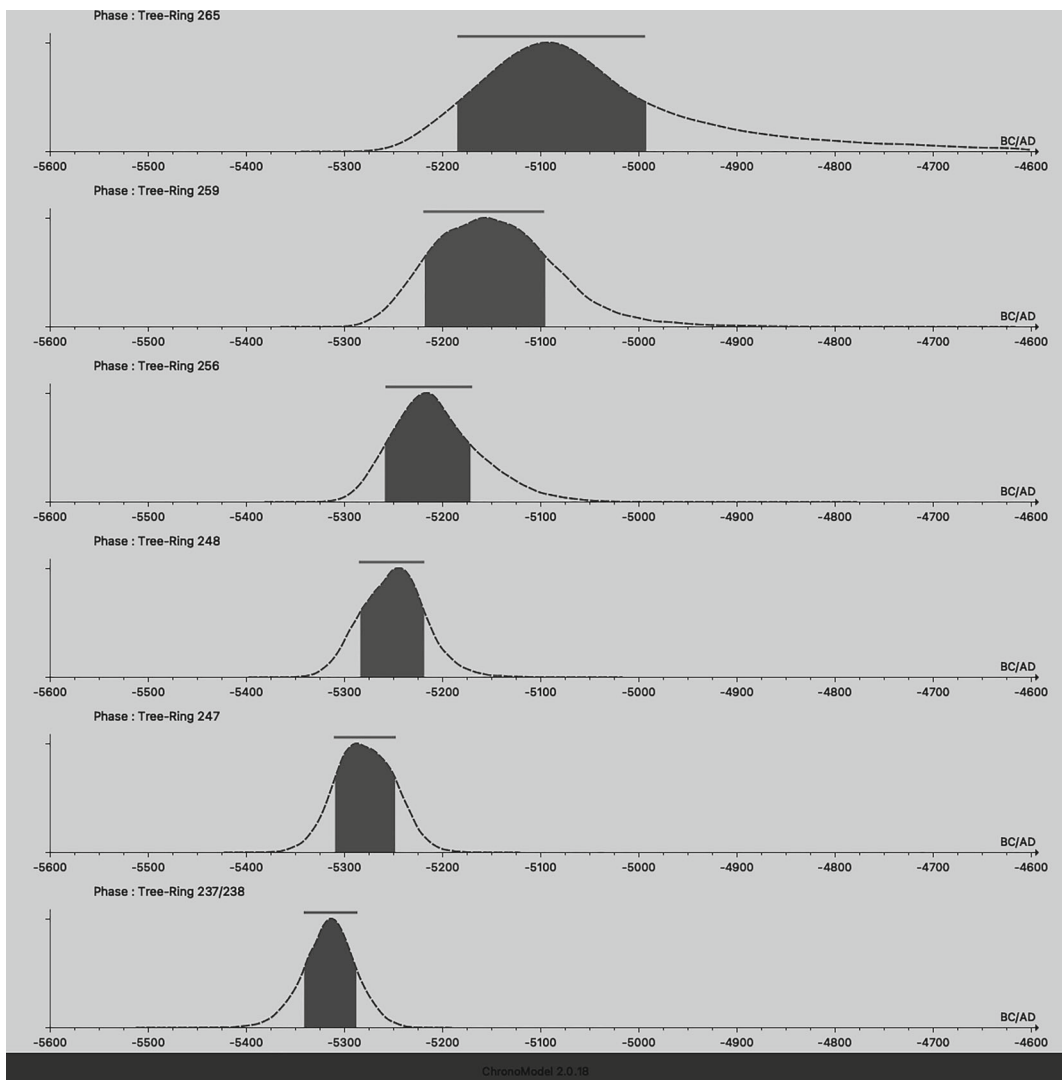 Phase : Tree-Ring 265
BC/AD
-5600 -5500 -5400 -5300 -5200 -5100 -5000 -4900 -4800 -4700 -4600
Phase : Tree-Ring 259
BC/AD
-5600 -5500 -5400 -5300 -5200 -5100 -5000 -4900 -4800 -4700 -4600
Phase : Tree-Ring 256
BC/AD
-5600 -5500 -5400 -5300 -5200 -5100 -5000 -4900 -4800 -4700 -4600
Phase : Tree-Ring 248
BC/AD
-5600 -5500 -5400 -5300 -5200 -5100 -5000 -4900 -4800 -4700 -4600
Phase : Tree-Ring 247
BC/AD
-5600 -5500 -5400 -5300 -5200 -5100 -5000 -4900 -4800 -4700 -4600
Phase : Tree-Ring 237/238
BC/AD
-5600 -5500 -5400 -5300 -5200 -5100 -5000 -4900 -4800 -4700 -4600
ChronoModel 2.0.18